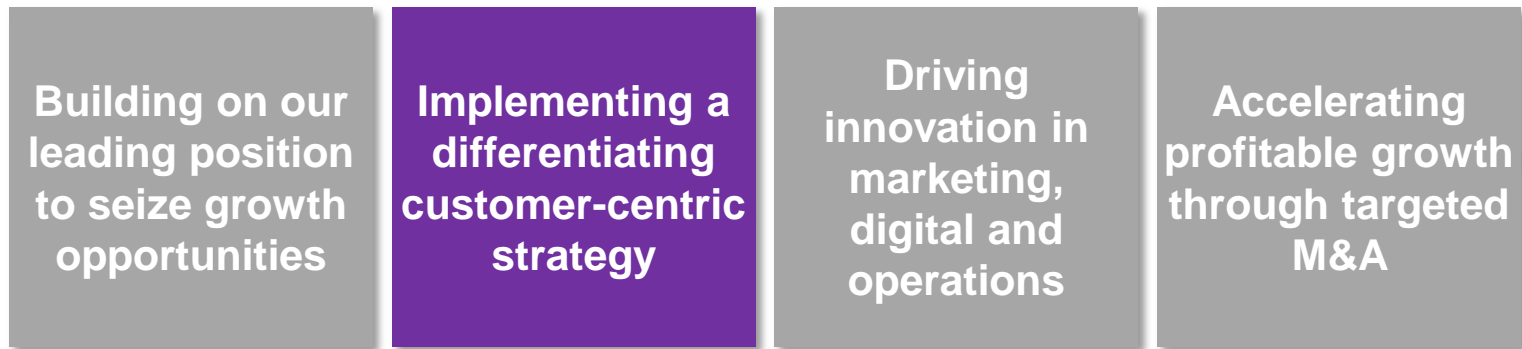 Building on our
leading position
to seize growth
opportunities
Implementing a
differentiating
customer-centric
strategy
Driving
innovation in
marketing,
digital and
operations
Accelerating
profitable growth
through targeted
M&A